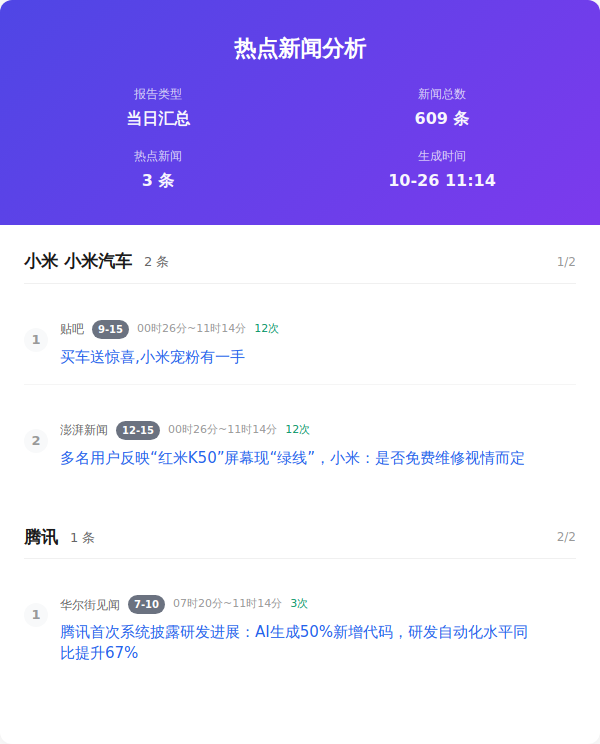 热点新闻分析
报告类型
新闻总数
当日汇总
609 条
热点新闻
生成时间
3 条
10-26 11:14
小米 小米汽车 2 条 1/2
1 贴吧 9-15 00时26分~11时14分 12次
买车送惊喜,小米宠粉有一手
2 澎湃新闻 12-15 00时26分~11时14分 12次
多名用户反映“红米K50”屏幕现“绿线”，小米：是否免费维修视情而定
腾讯 1 条 2/2
1 华尔街见闻 7-10 07时20分~11时14分 3次
腾讯首次系统披露研发进展：AI生成50%新增代码，研发自动化水平同
比提升67%